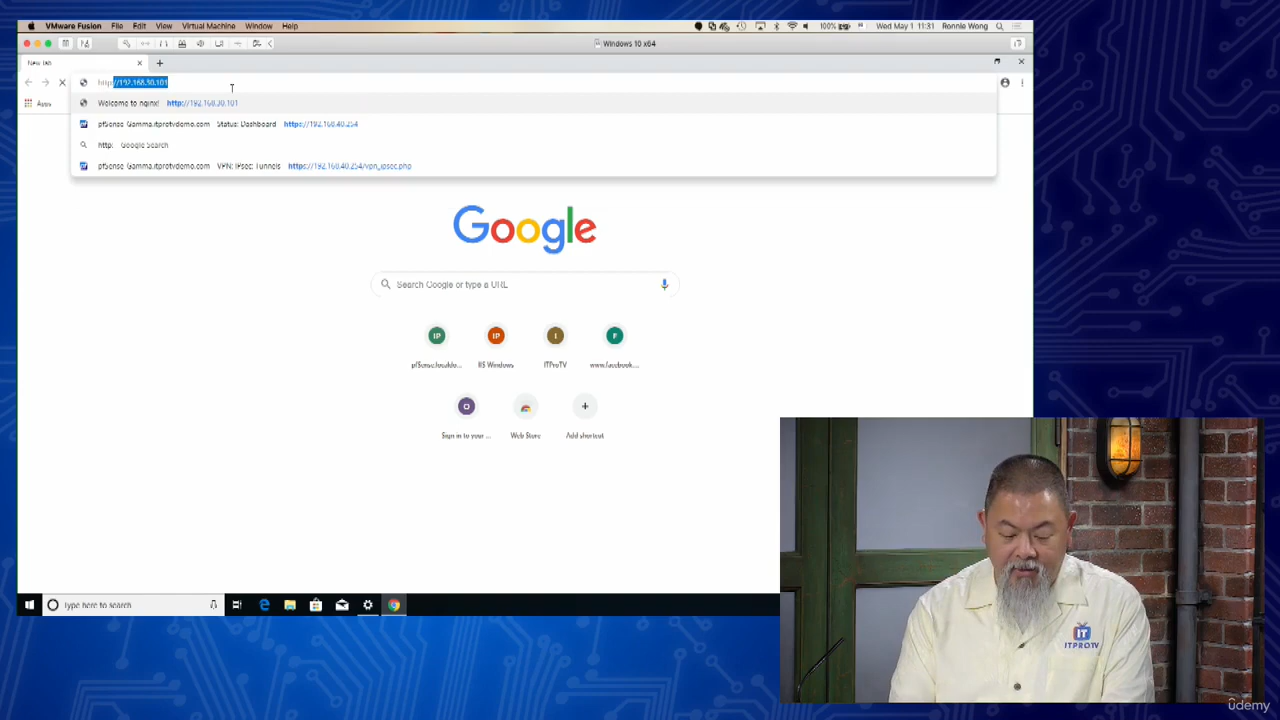 VMware Fusion File Edit View Virtual Machine Window Help 100% Wed May 1 11:31 Ronnie Wong
Windows 10 x64
New Tab
http://192.168.30.101
Apps
Welcome to nginx! http://192.168.30.101
pfSense-Gamma.itprotvdemo.com Status: Dashboard https://192.168.40.254
http: Google Search
pfSense-Gamma.itprotvdemo.com VPN: IPsec: Tunnels https://192.168.40.254/vpn_ipsec.php
Google
Search Google or type a URL
IP IP I F
pfSense.localdo... IIS Windows ITProTV www.facebook....
O
Sign in to your ... Web Store Add shortcut
Type here to search
IT
ITPROTV
ûdemy